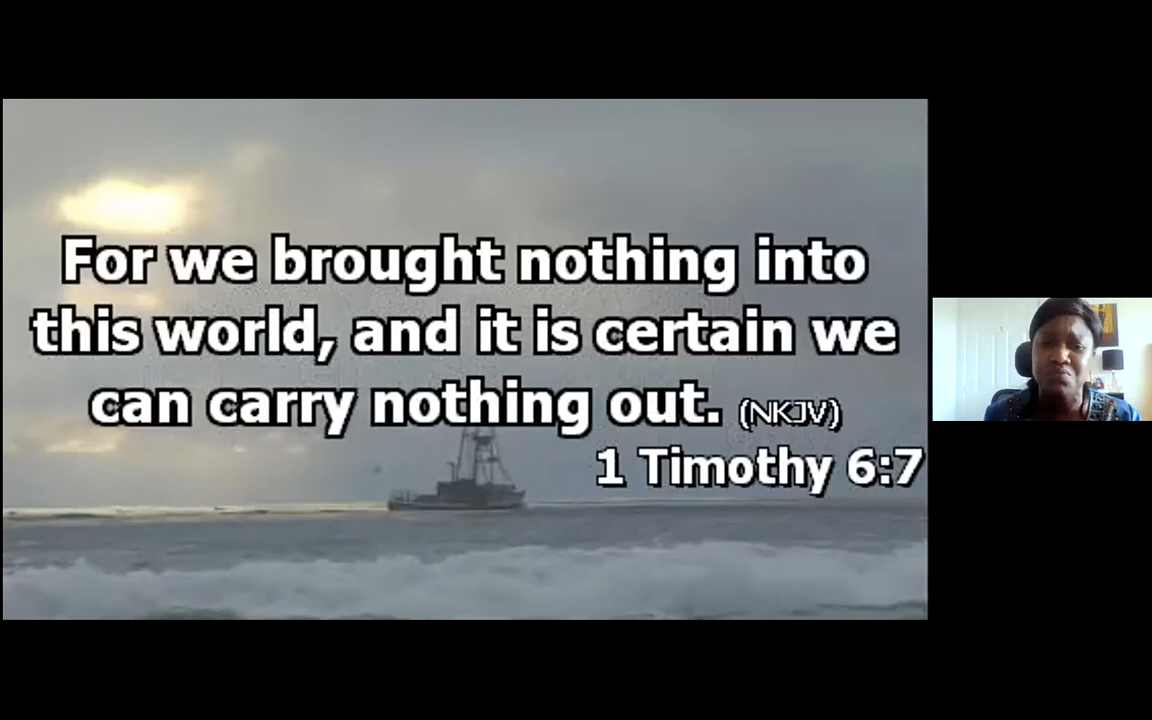 For we brought nothing into
this world, and it is certain we
can carry nothing out. (NKJV)
1 Timothy 6:7